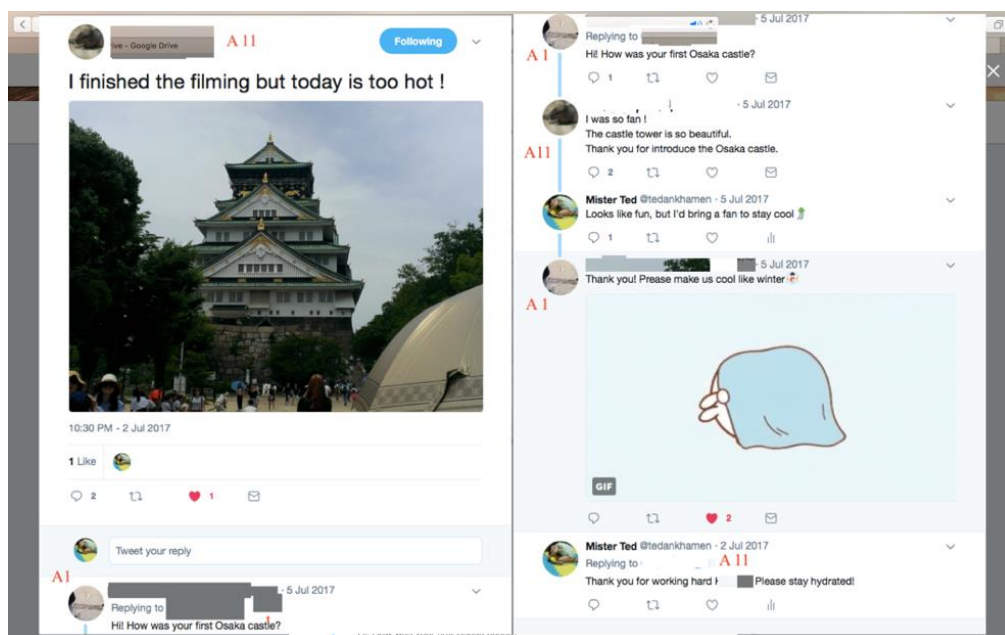 ive - Google Drive
A 11
Following
I finished the filming but today is too hot !
10:30 PM - 2 Jul 2017
1 Like
2
1
Tweet your reply
A1
- 5 Jul 2017
Replying to
Hi! How was your first Osaka castle?
- 5 Jul 2017
Replying to
A 1
Hi! How was your first Osaka castle?
1
- 5 Jul 2017
I was so fan !
The castle tower is so beautiful.
A11
Thank you for introduce the Osaka castle.
2
Mister Ted @tedankhamen · 5 Jul 2017
Looks like fun, but I'd bring a fan to stay cool
1
- 5 Jul 2017
Thank you! Prease make us cool like winter
A 1
GIF
2
Mister Ted @tedankhamen · 2 Jul 2017
Replying to
A 11
Thank you for working hard Please stay hydrated!